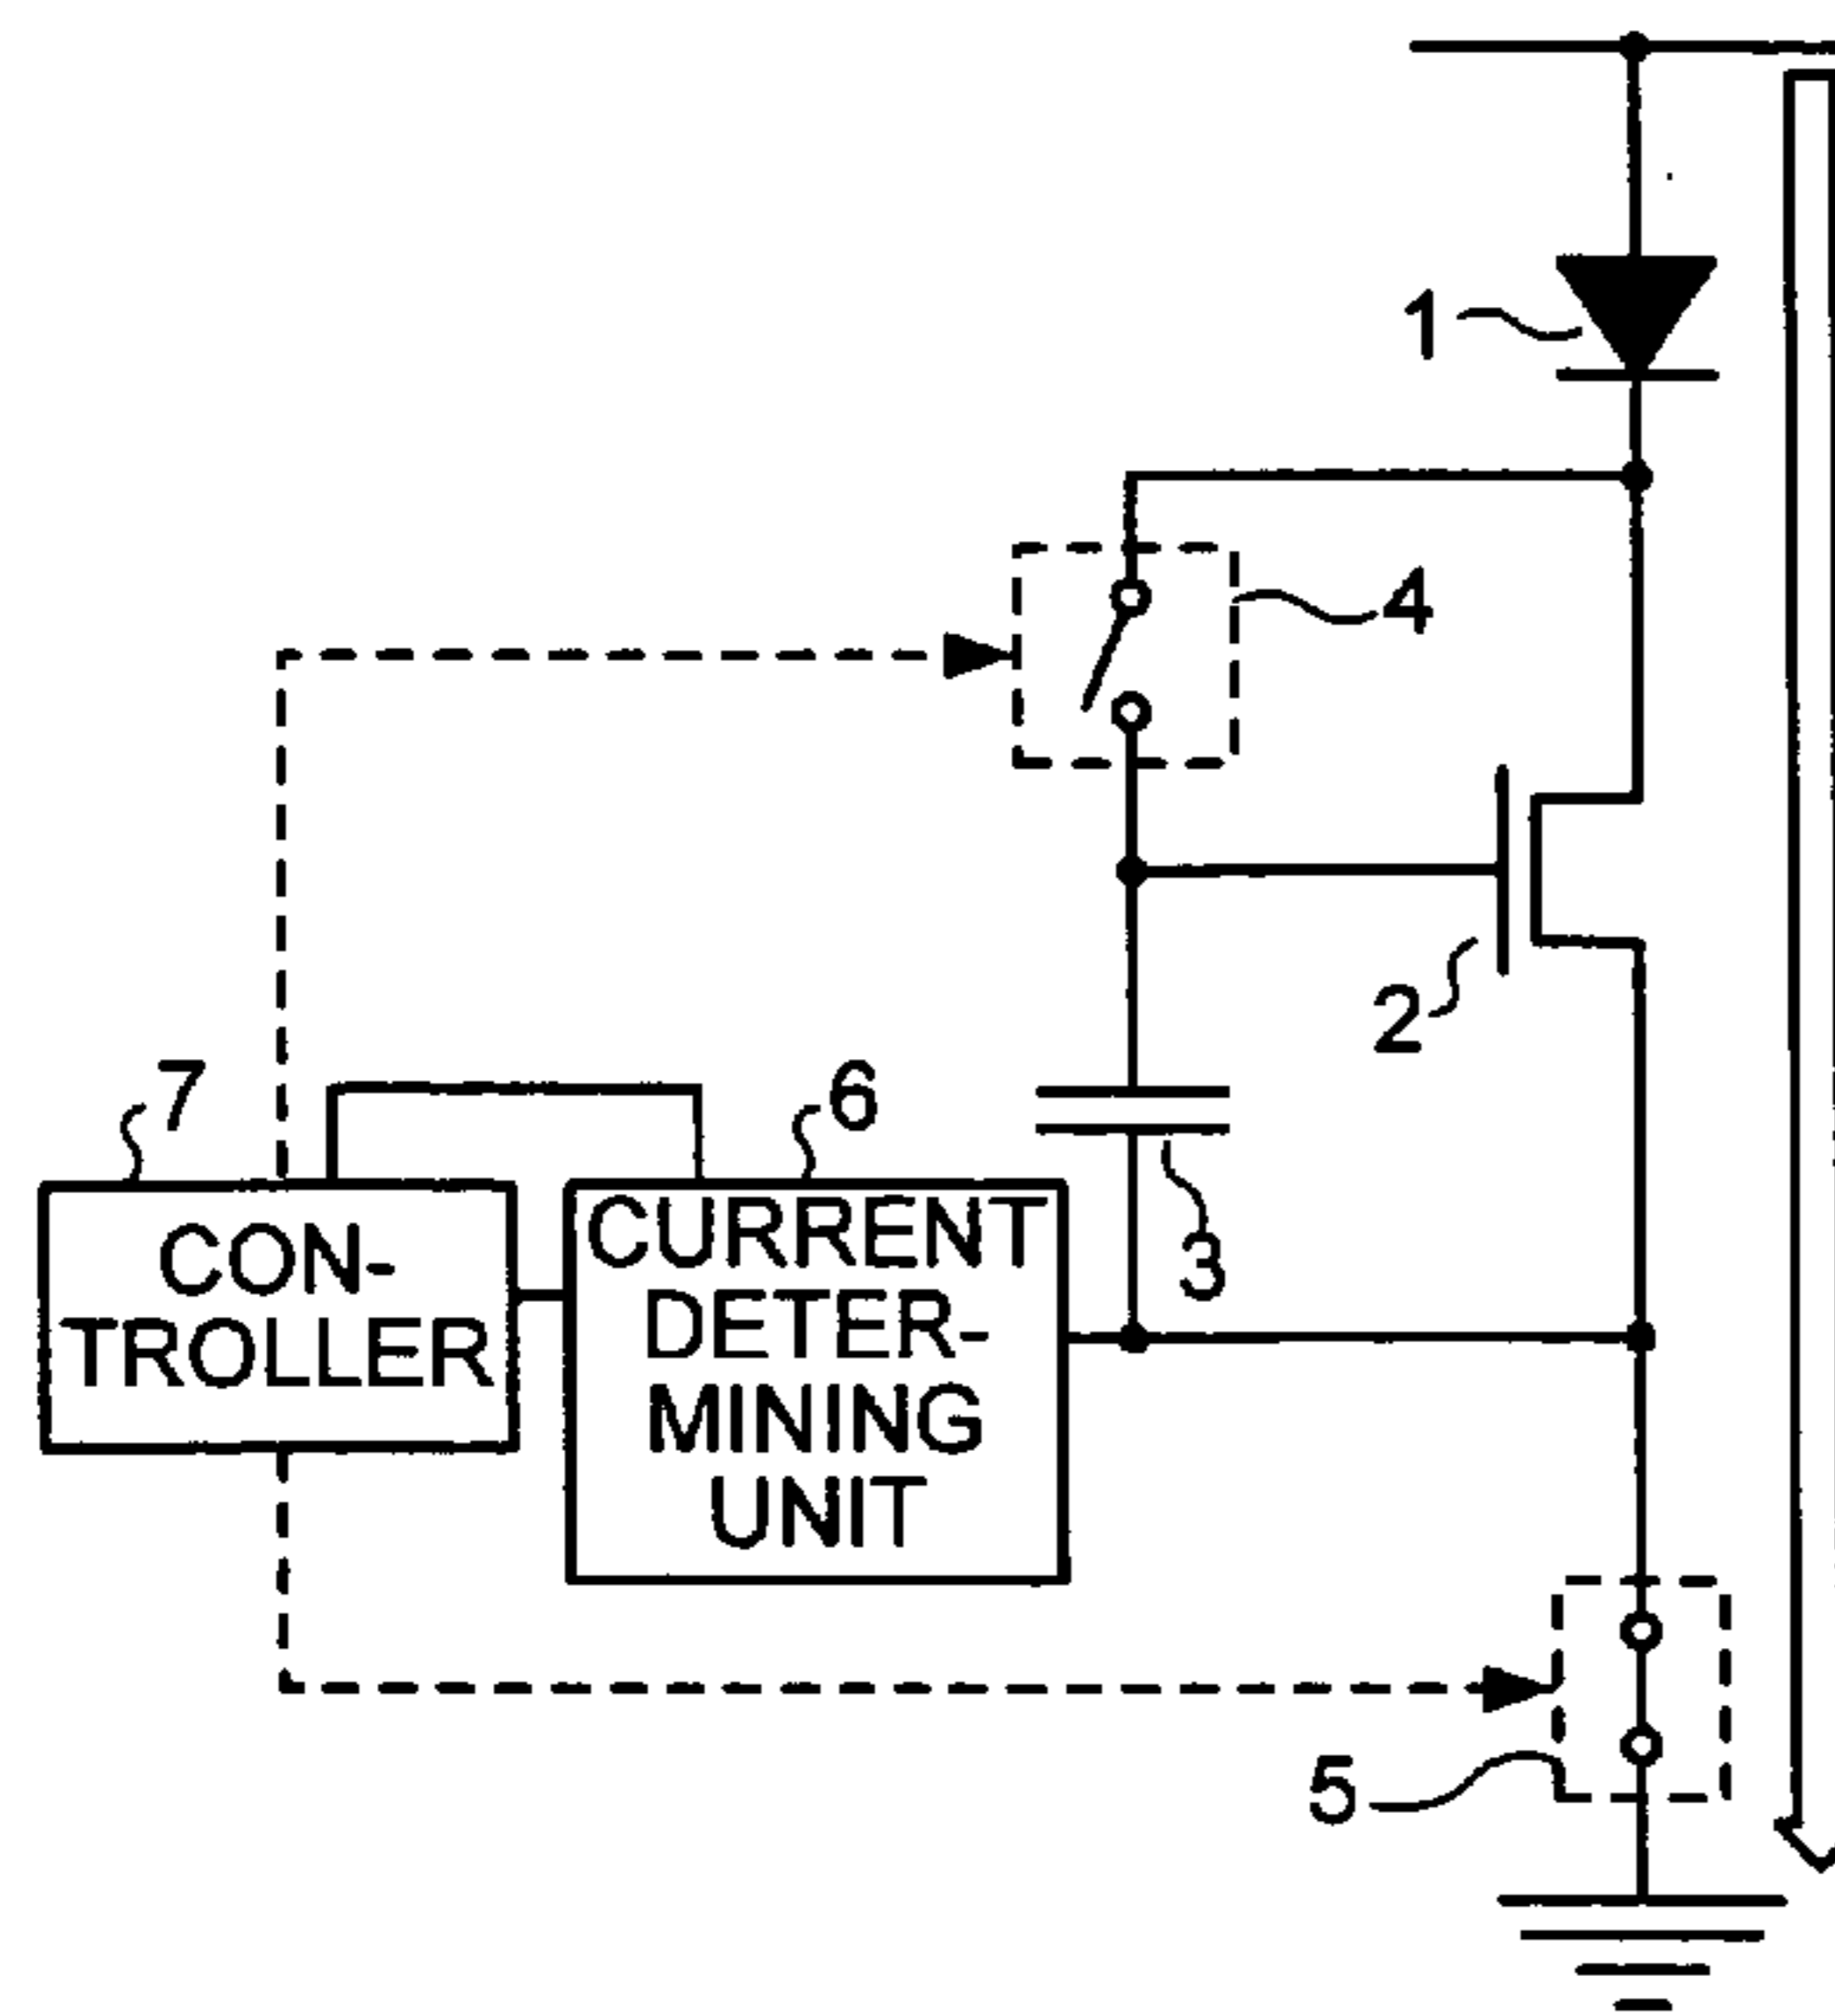 1
4
2
7
6
CON-
TROLLER
CURRENT
DETER-
MINING
UNIT
3
5